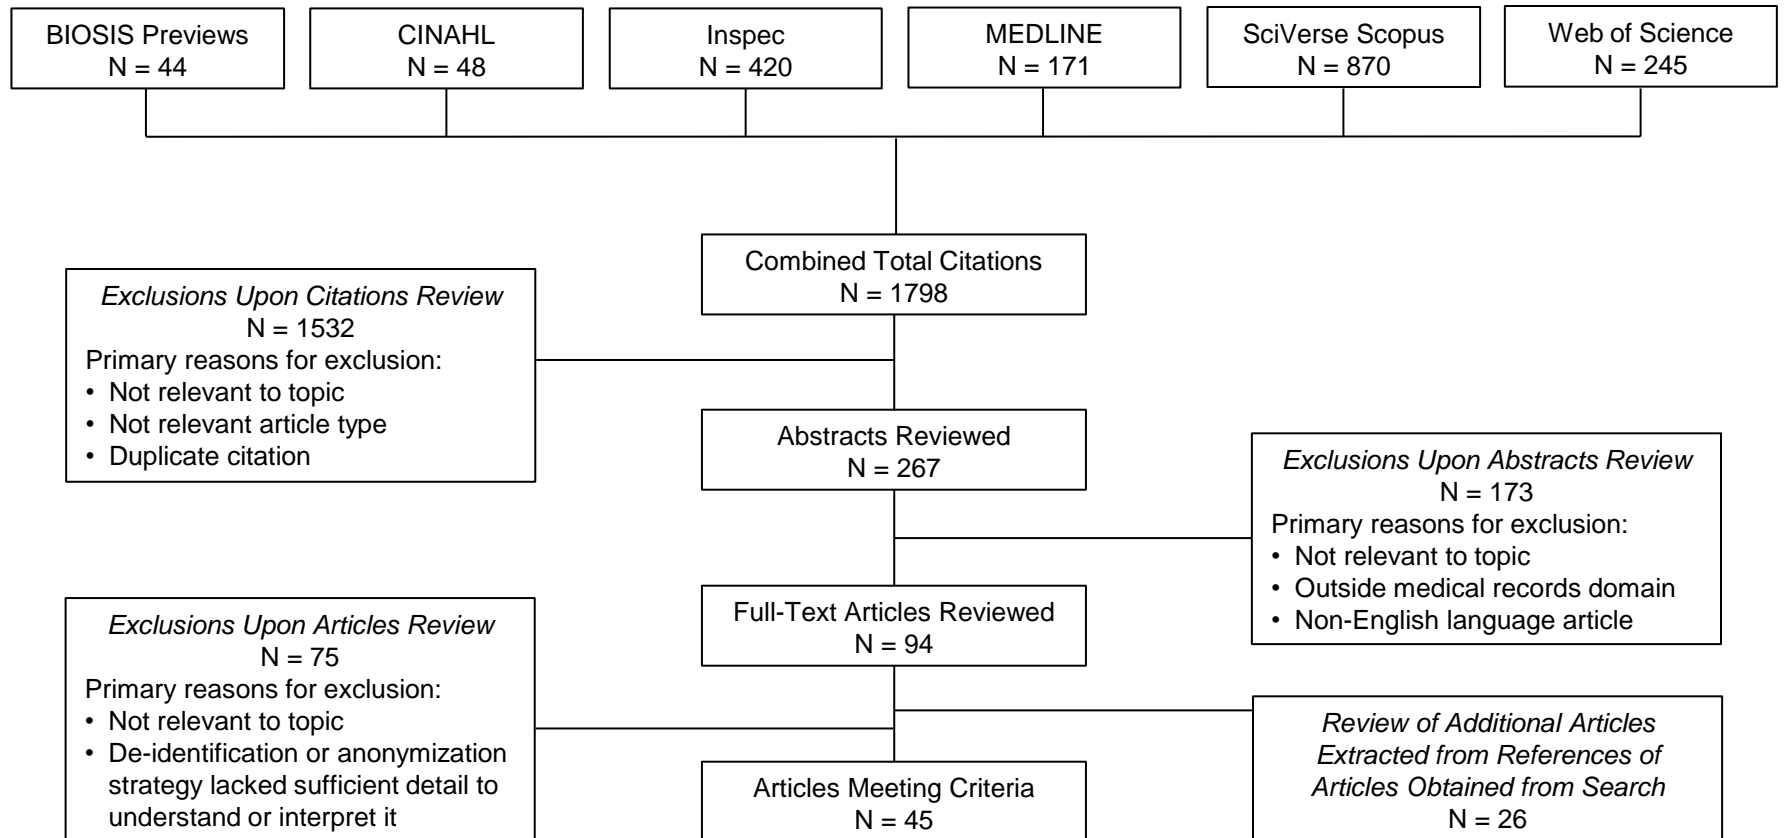 BIOSIS Previews
N = 44
CINAHL
N = 48
Inspec
N = 420
MEDLINE
N = 171
SciVerse Scopus
N = 870
Web of Science
N = 245
Combined Total Citations
N = 1798
Exclusions Upon Citations Review
N = 1532
Primary reasons for exclusion:
• Not relevant to topic
• Not relevant article type
• Duplicate citation
Abstracts Reviewed
N = 267
Exclusions Upon Abstracts Review
N = 173
Primary reasons for exclusion:
• Not relevant to topic
• Outside medical records domain
• Non-English language article
Full-Text Articles Reviewed
N = 94
Exclusions Upon Articles Review
N = 75
Primary reasons for exclusion:
• Not relevant to topic
• De-identification or anonymization
strategy lacked sufficient detail to
understand or interpret it
Review of Additional Articles
Extracted from References of
Articles Obtained from Search
N = 26
Articles Meeting Criteria
N = 45